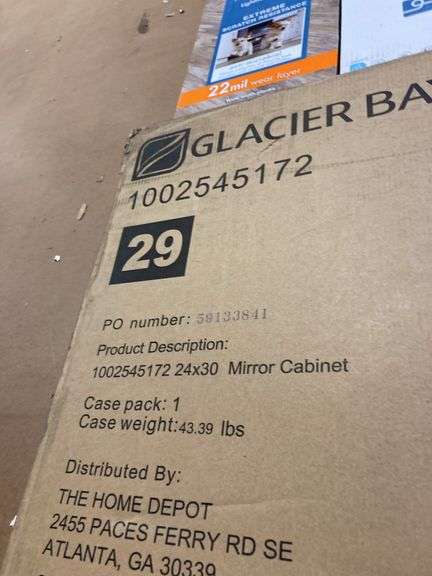 EXTREME
SCRATCH RESISTANCE
22mil wear layer
GLACIER BA
1002545172
29
PO number: 59133841
Product Description:
1002545172 24x30 Mirror Cabinet
Case pack: 1
Case weight:43.39 lbs
Distributed By:
THE HOME DEPOT
2455 PACES FERRY RD SE
ATLANTA, GA 30339